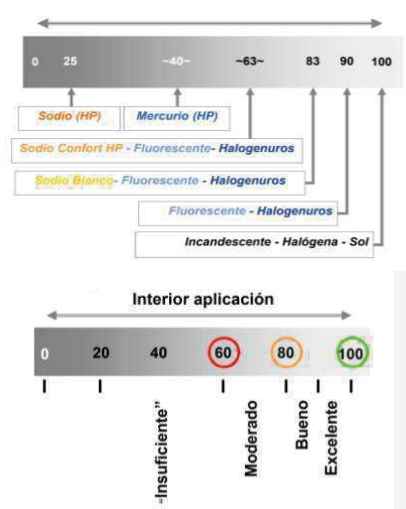 0 25 ~40~ ~63~ 83 90 100
Sodio (HP) Mercurio (HP)
Sodio Confort HP - Fluorescente- Halogenuros
Sodio Blanco- Fluorescente - Halogenuros
Fluorescente - Halogenuros
Incandescente - Halógena - Sol
Interior aplicación
0 20 40 60 80 100
"Insuficiente"
Moderado
Bueno
Excelente